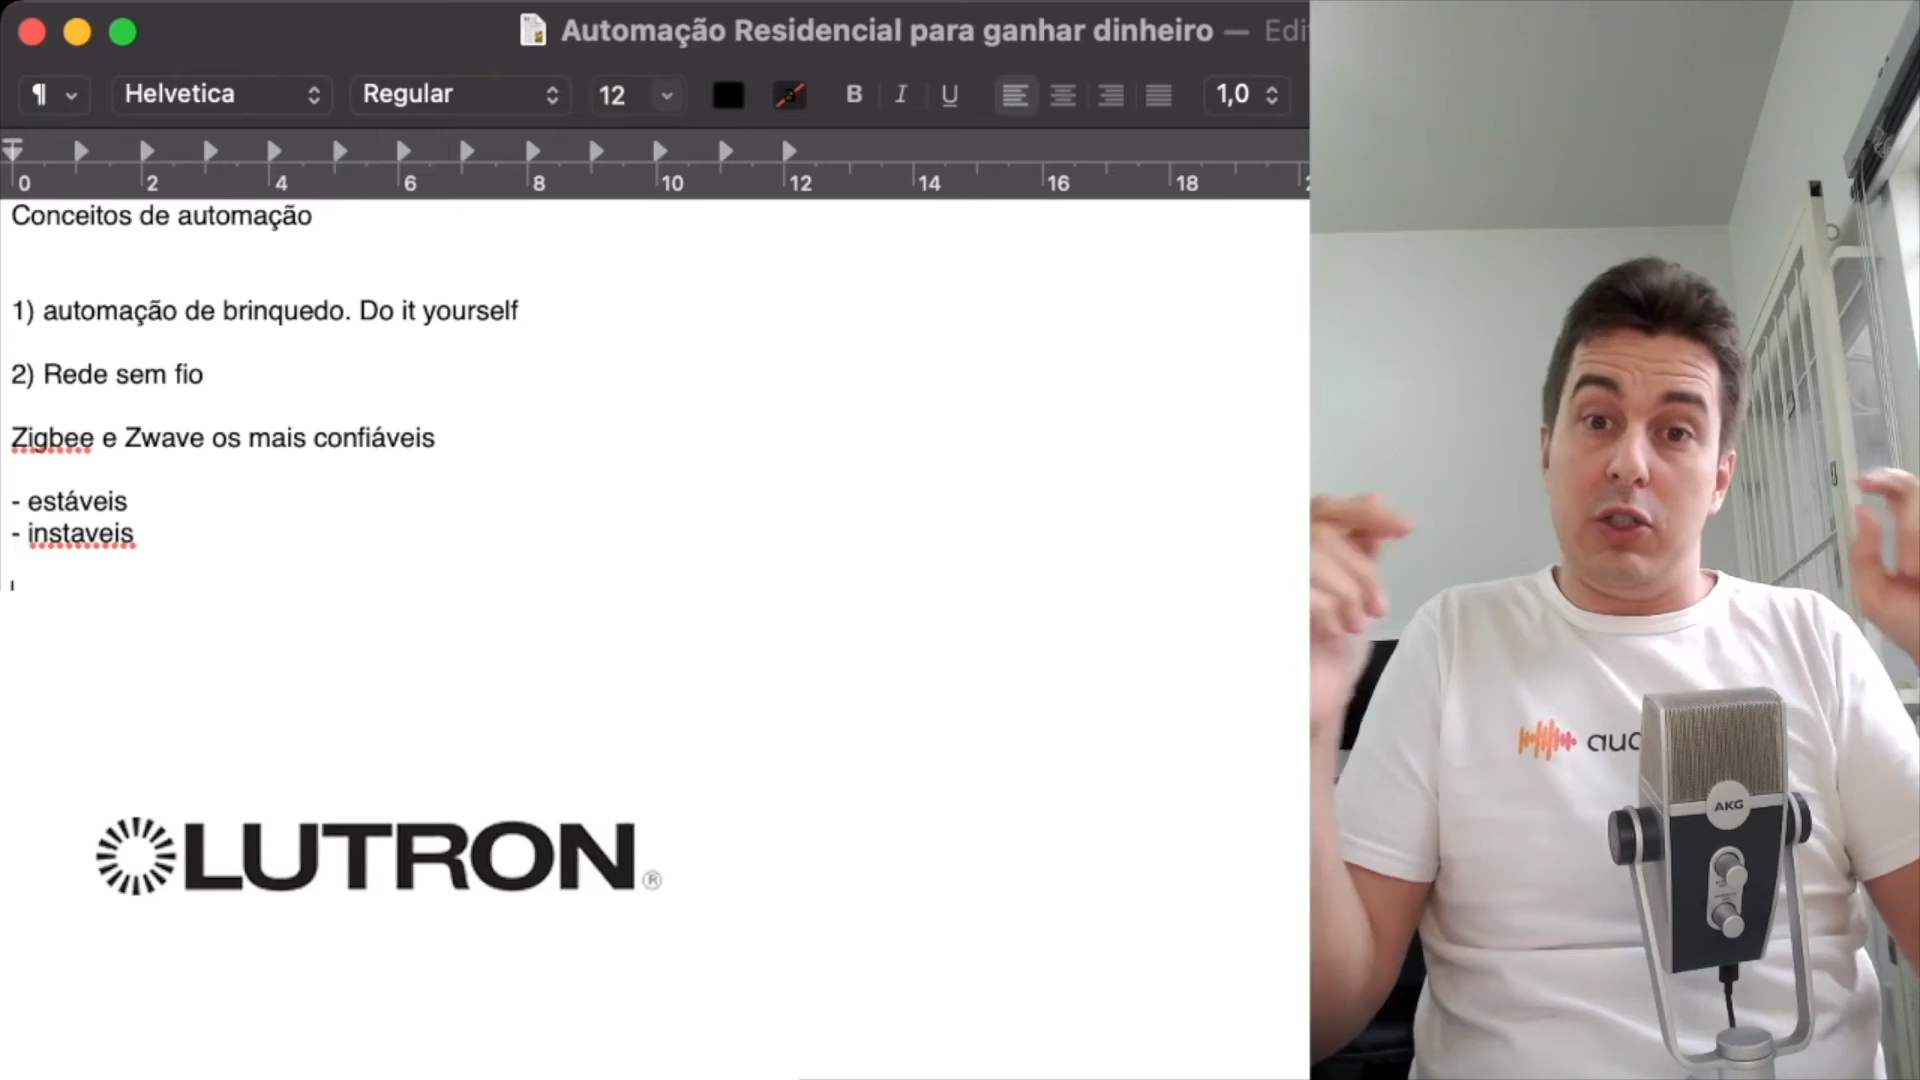 Automação Residencial para ganhar dinheiro — Edi
¶ Helvetica Regular 12 a B I U 1,0
0 2 4 6 8 10 12 14 16 18 2
Conceitos de automação
1) automação de brinquedo. Do it yourself
2) Rede sem fio
Zigbee e Zwave os mais confiáveis
- estáveis
- instaveis
LUTRON®
auc
AKG